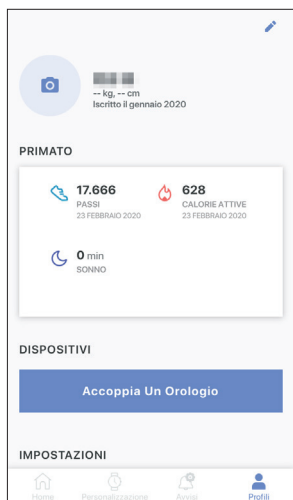 -- kg, -- cm
Iscritto il gennaio 2020
PRIMATO
17.666
PASSI
23 FEBBRAIO 2020
628
CALORIE ATTIVE
23 FEBBRAIO 2020
0 min
SONNO
DISPOSITIVI
Accoppia Un Orologio
IMPOSTAZIONI
Home
Personalizzazione
Avvisi
Profili